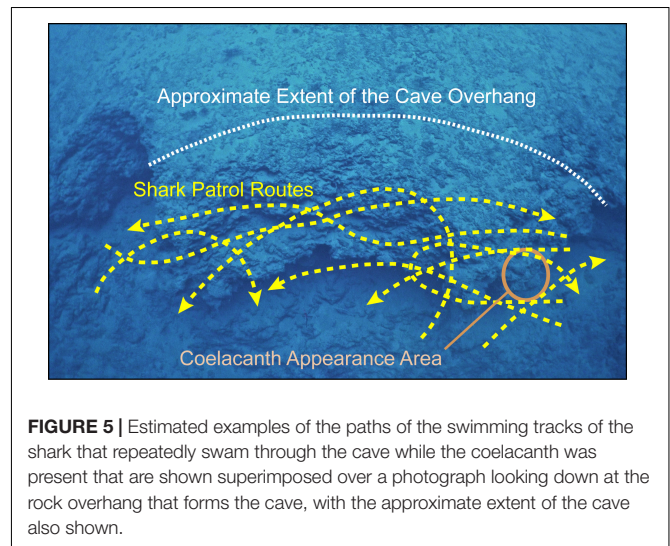 Approximate Extent of the Cave Overhang
Shark Patrol Routes
Coelacanth Appearance Area
FIGURE 5 | Estimated examples of the paths of the swimming tracks of the
shark that repeatedly swam through the cave while the coelacanth was
present that are shown superimposed over a photograph looking down at the
rock overhang that forms the cave, with the approximate extent of the cave
also shown.